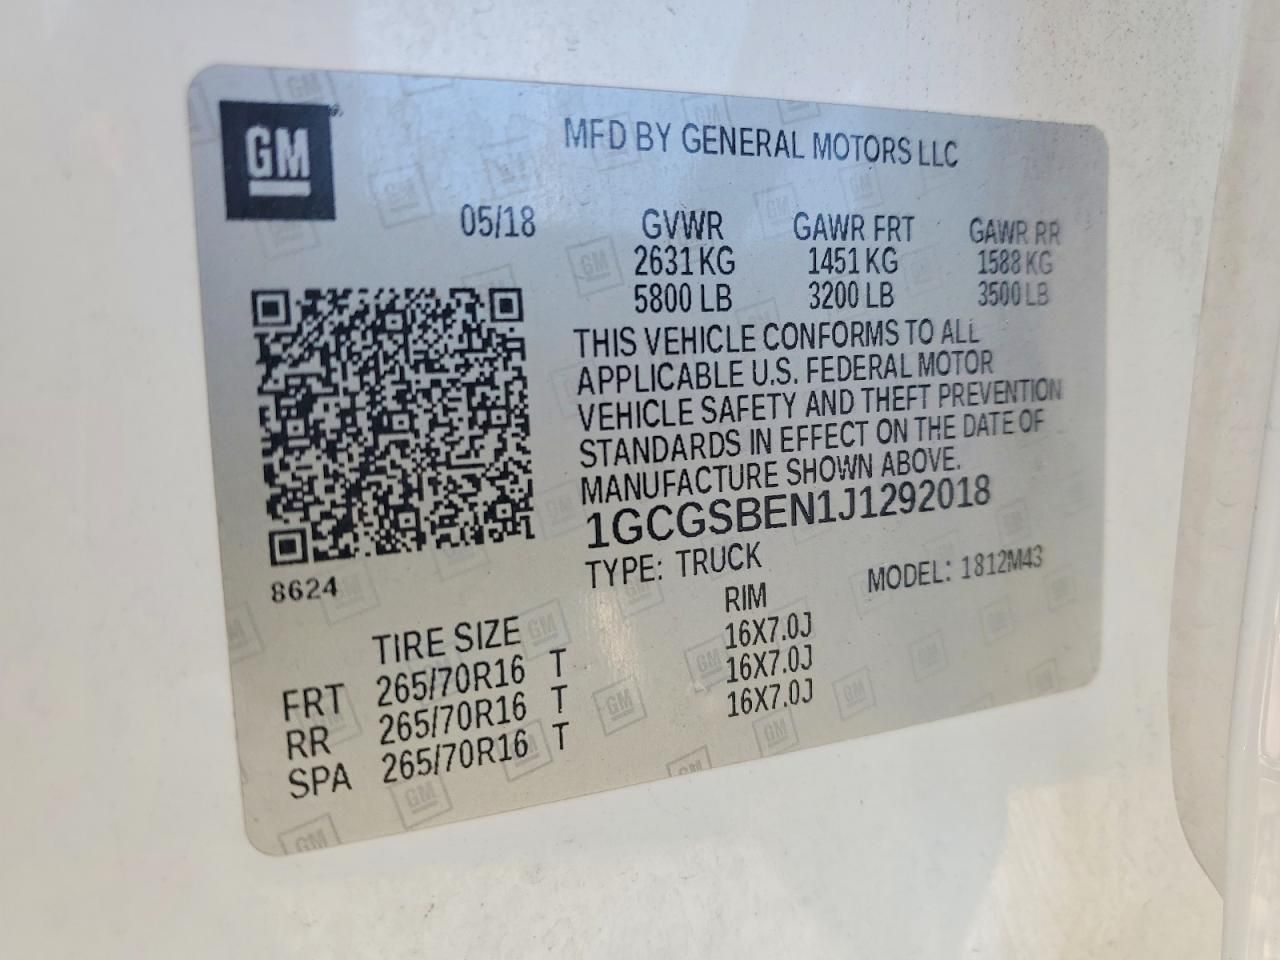 GM
MFD BY GENERAL MOTORS LLC
05/18 GVWR GAWR FRT GAWR RR
2631 KG 1451 KG 1588 KG
5800 LB 3200 LB 3500 LB
THIS VEHICLE CONFORMS TO ALL
APPLICABLE U.S. FEDERAL MOTOR
VEHICLE SAFETY AND THEFT PREVENTION
STANDARDS IN EFFECT ON THE DATE OF
MANUFACTURE SHOWN ABOVE.
1GCGSBEN1J1292018
TYPE: TRUCK MODEL: 1812M43
8624
TIRE SIZE RIM
FRT 265/70R16 T 16X7.0J
RR 265/70R16 T 16X7.0J
SPA 265/70R16 T 16X7.0J